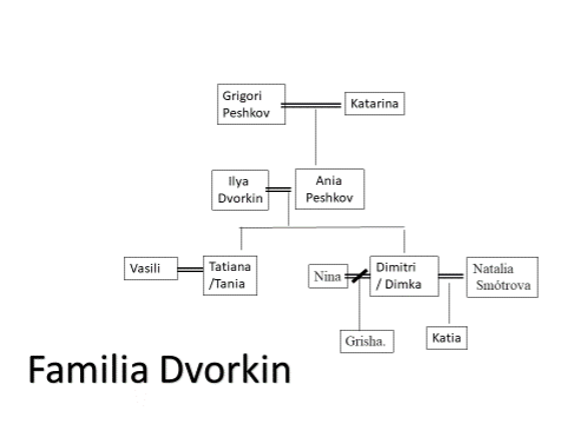 Grigori
Peshkov
Katarina
Ilya
Dvorkin
Ania
Peshkov
Vasili
Tatiana
/Tania
Nina
Dimitri
/ Dimka
Natalia
Smótrova
Grisha.
Katia
Familia Dvorkin